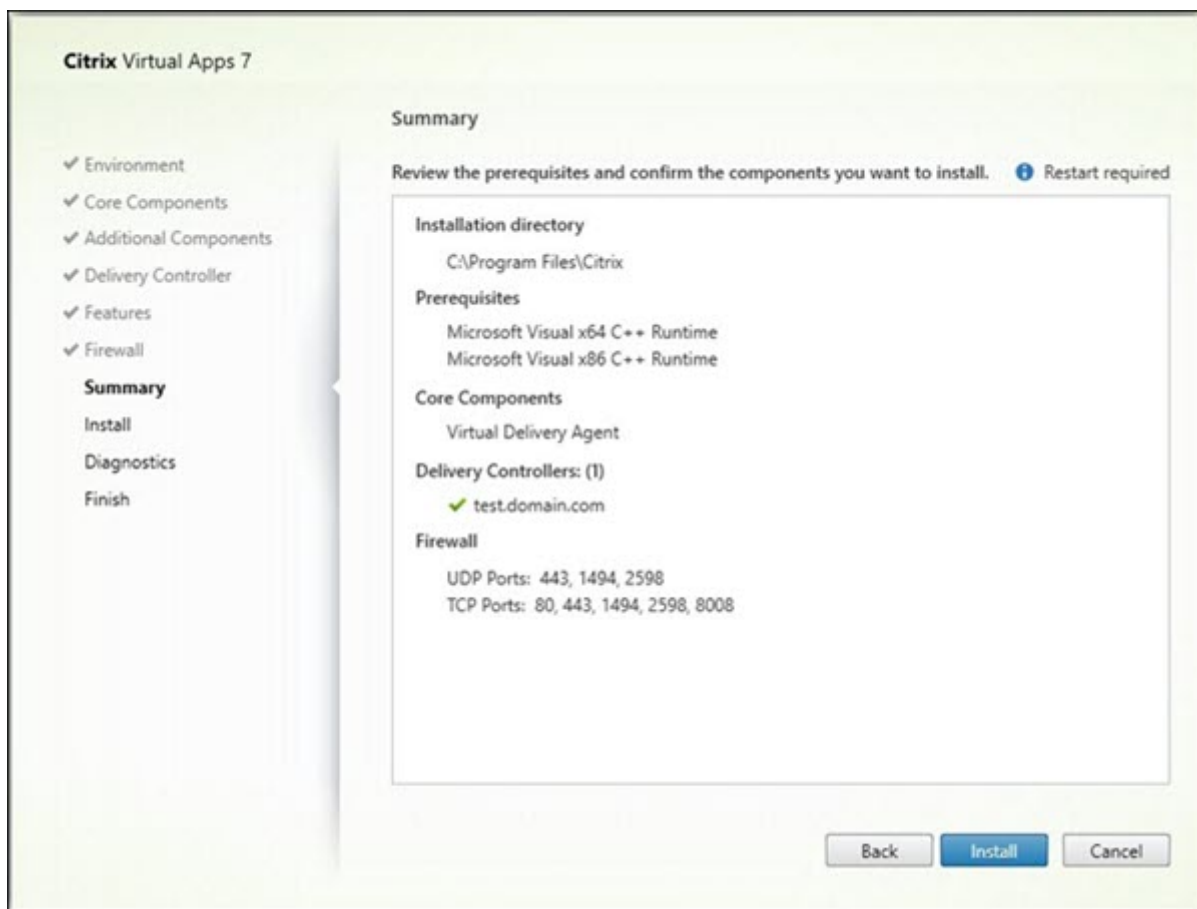 Citrix Virtual Apps 7
Summary
Environment
Core Components
Additional Components
Delivery Controller
Features
Firewall
Summary
Install
Diagnostics
Finish
Review the prerequisites and confirm the components you want to install. Restart required
Installation directory
C:\Program Files\Citrix
Prerequisites
Microsoft Visual x64 C++ Runtime
Microsoft Visual x86 C++ Runtime
Core Components
Virtual Delivery Agent
Delivery Controllers: (1)
test.domain.com
Firewall
UDP Ports: 443, 1494, 2598
TCP Ports: 80, 443, 1494, 2598, 8008
Back Install Cancel